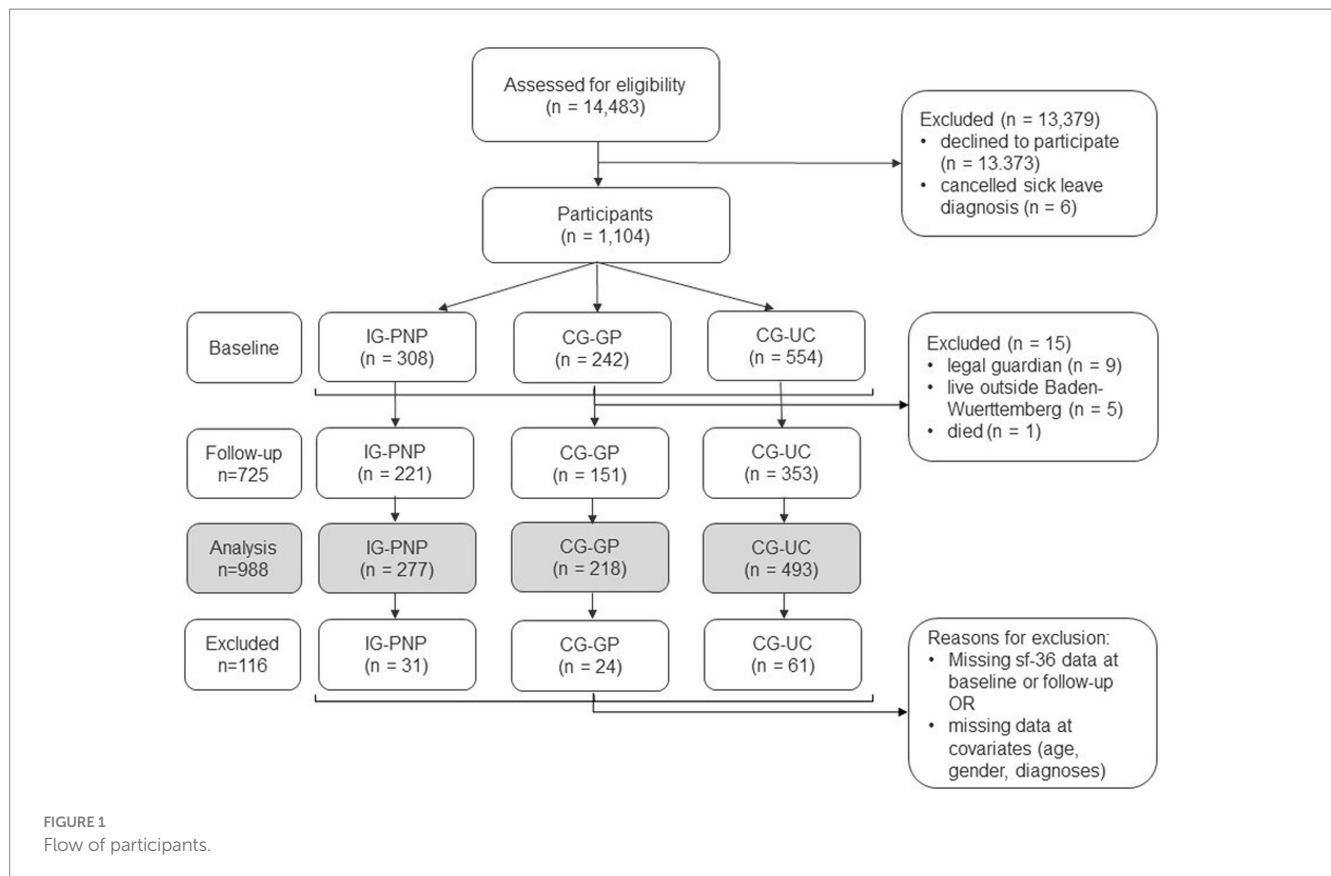 Assessed for eligibility
(n = 14,483)
Excluded (n = 13,379)
• declined to participate
(n = 13.373)
• cancelled sick leave
diagnosis (n = 6)
Participants
(n = 1,104)
Baseline
IG-PNP
(n = 308)
CG-GP
(n = 242)
CG-UC
(n = 554)
Excluded (n = 15)
• legal guardian (n = 9)
• live outside Baden-
Wuerttemberg (n = 5)
• died (n = 1)
Follow-up
n=725
IG-PNP
(n = 221)
CG-GP
(n = 151)
CG-UC
(n = 353)
Analysis
n=988
IG-PNP
(n = 277)
CG-GP
(n = 218)
CG-UC
(n = 493)
Excluded
n=116
IG-PNP
(n = 31)
CG-GP
(n = 24)
CG-UC
(n = 61)
Reasons for exclusion:
• Missing sf-36 data at
baseline or follow-up
OR
• missing data at
covariates (age,
gender, diagnoses)
FIGURE 1
Flow of participants.